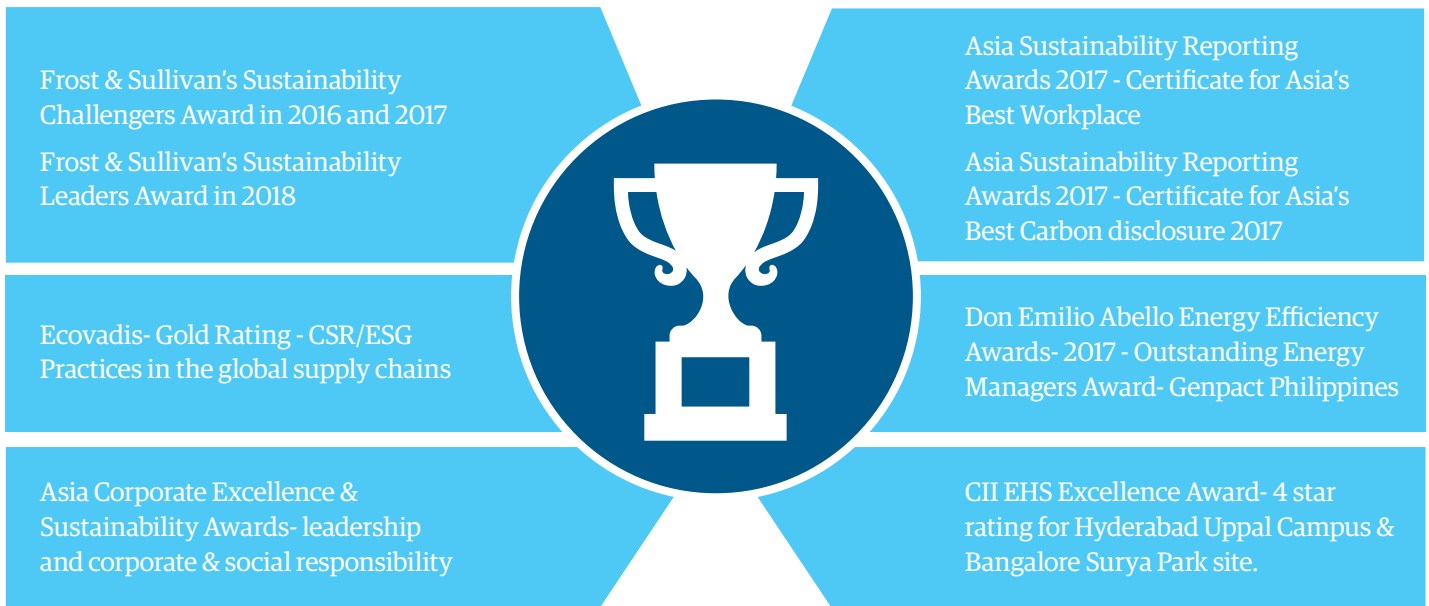 Frost & Sullivan's Sustainability
Challengers Award in 2016 and 2017
Frost & Sullivan's Sustainability
Leaders Award in 2018
Ecovadis- Gold Rating - CSR/ESG
Practices in the global supply chains
Asia Corporate Excellence &
Sustainability Awards- leadership
and corporate & social responsibility
Asia Sustainability Reporting
Awards 2017 - Certificate for Asia's
Best Workplace
Asia Sustainability Reporting
Awards 2017 - Certificate for Asia's
Best Carbon disclosure 2017
Don Emilio Abello Energy Efficiency
Awards- 2017 - Outstanding Energy
Managers Award- Genpact Philippines
CII EHS Excellence Award- 4 star
rating for Hyderabad Uppal Campus &
Bangalore Surya Park site.